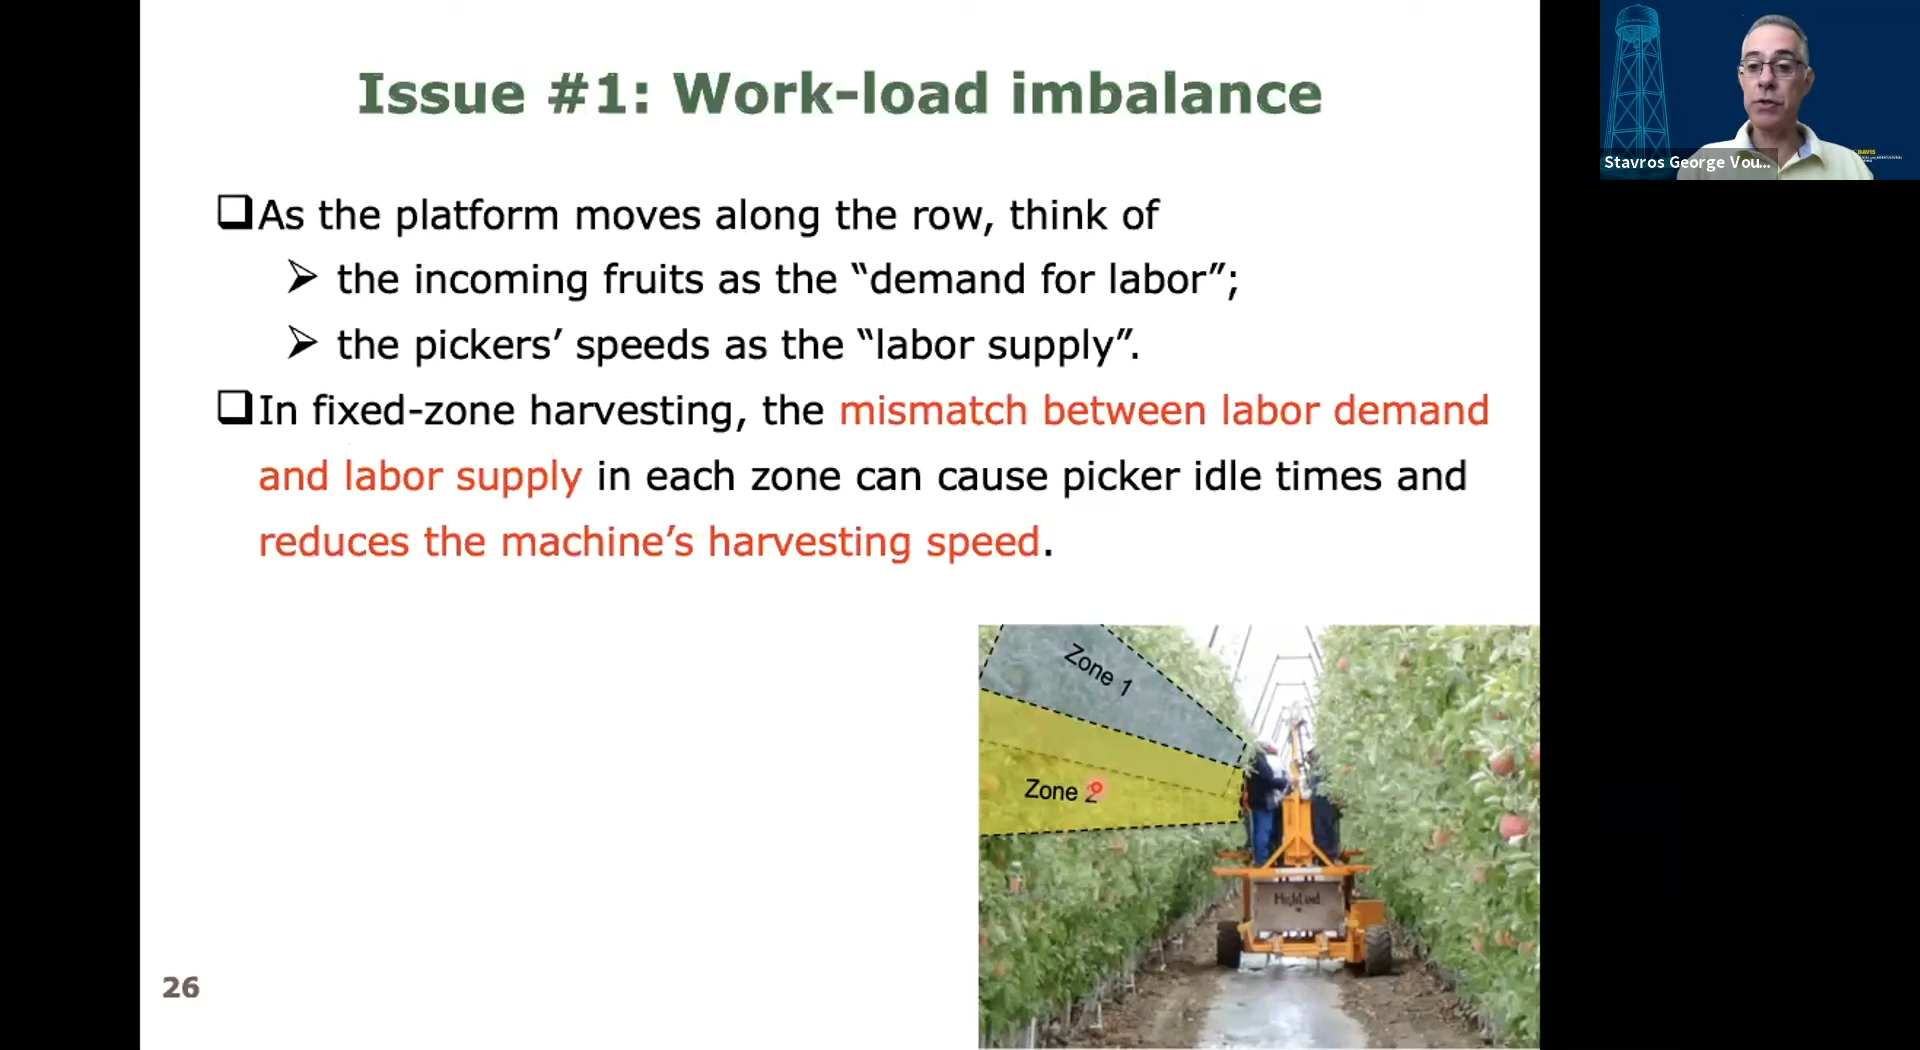 Issue #1: Work-load imbalance
As the platform moves along the row, think of
the incoming fruits as the “demand for labor”;
the pickers’ speeds as the “labor supply”.
In fixed-zone harvesting, the mismatch between labor demand
and labor supply in each zone can cause picker idle times and
reduces the machine’s harvesting speed.
Zone 1
Zone 2
26
Stavros George Vou...
DAVIS